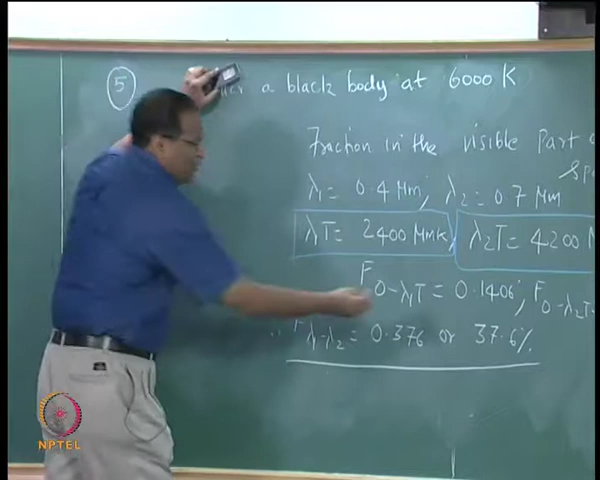 5
a black body at 6000 K
Fraction in the visible Part
λ₁ = 0.4 μm, λ₂ = 0.7 μm
λ₁T = 2400 μmK, λ₂T = 4200
F₀₋λ₁T = 0.1406, F₀₋λ₂T =
Fλ₁-λ₂ = 0.376 or 37.6%
NPTEL